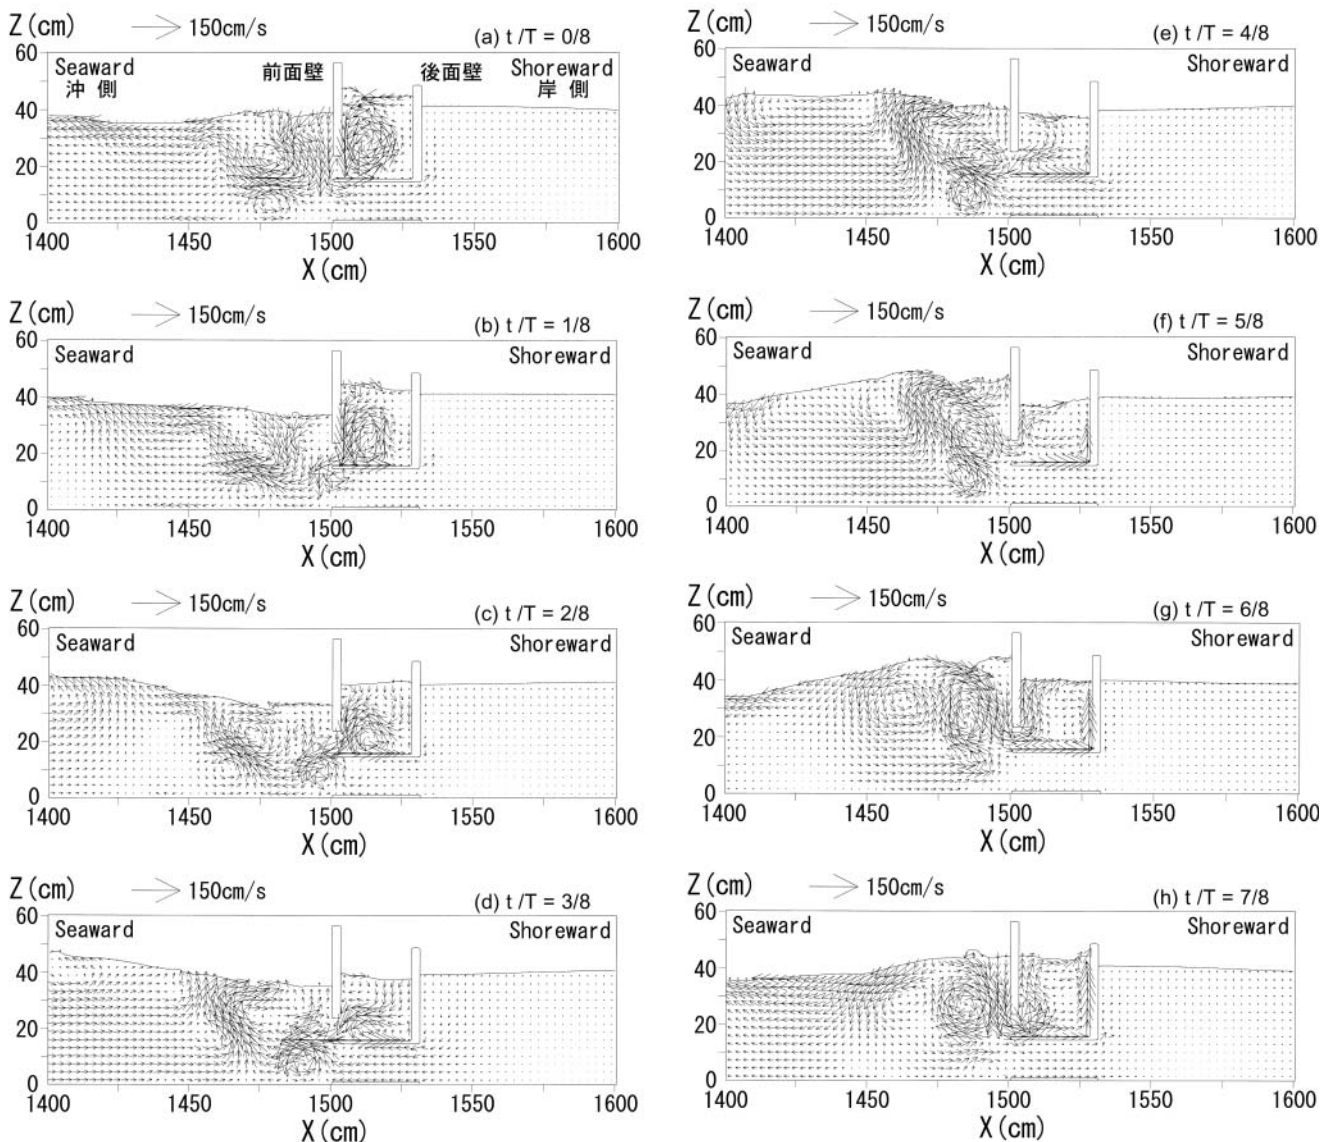 Z(cm) 150cm/s (a) t /T = 0/8
60
Seaward 前面壁 後面壁 Shoreward
沖 側 岸 側
40
20
0
1400 1450 1500 1550 1600
X(cm)
Z(cm) 150cm/s (b) t /T = 1/8
60
Seaward Shoreward
40
20
0
1400 1450 1500 1550 1600
X(cm)
Z(cm) 150cm/s (c) t /T = 2/8
60
Seaward Shoreward
40
20
0
1400 1450 1500 1550 1600
X(cm)
Z(cm) 150cm/s (d) t /T = 3/8
60
Seaward Shoreward
40
20
0
1400 1450 1500 1550 1600
X(cm)
Z(cm) 150cm/s (e) t /T = 4/8
60
Seaward Shoreward
40
20
0
1400 1450 1500 1550 1600
X(cm)
Z(cm) 150cm/s (f) t /T = 5/8
60
Seaward Shoreward
40
20
0
1400 1450 1500 1550 1600
X(cm)
Z(cm) 150cm/s (g) t /T = 6/8
60
Seaward Shoreward
40
20
0
1400 1450 1500 1550 1600
X(cm)
Z(cm) 150cm/s (h) t /T = 7/8
60
Seaward Shoreward
40
20
0
1400 1450 1500 1550 1600
X(cm)